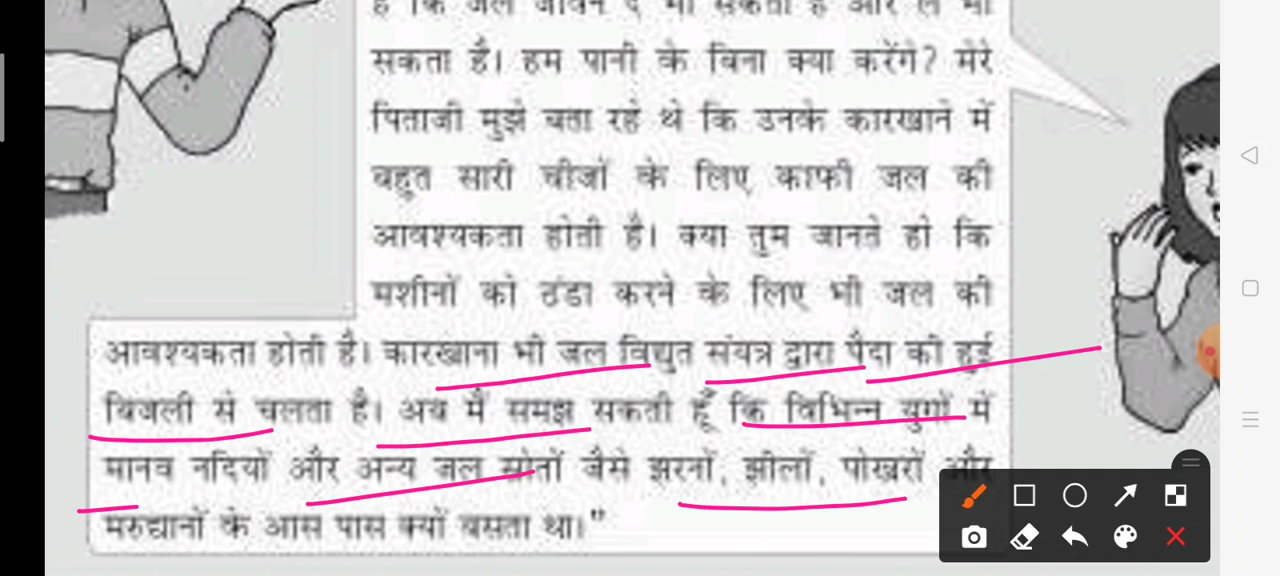 है कि जल जीवन दे भी सकता है और ले भी
सकता है। हम पानी के बिना क्या करेंगे? मेरे
पिताजी मुझे बता रहे थे कि उनके कारखाने में
बहुत सारी चीजों के लिए काफी जल की
आवश्यकता होती है। क्या तुम जानते हो कि
मशीनों को ठंडा करने के लिए भी जल की
आवश्यकता होती है। कारखाना भी जल विद्युत संयत्र द्वारा पैदा की हुई
बिजली से चलता है। अब मैं समझ सकती हूँ कि विभिन्न युगों में
मानव नदियों और अन्य जल स्रोतों जैसे झरनों, झीलों, पोखरों और
मरुद्यानों के आस पास क्यों बसता था।”